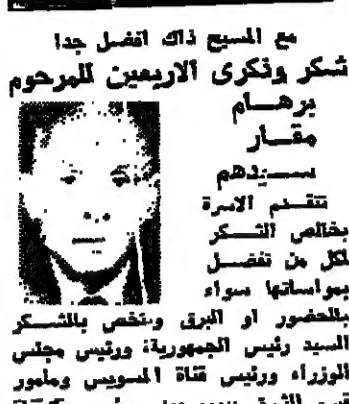 مع المسيح ذاك افضل جدا
شكر وذكرى الاربعين للمرحوم
برهام
مقار
سيدهم
تتقدم الاسرة
بخالص الشكر
لكل من تفضل
بمواساتها سواء
بالحضور او البرق وتخص بالشكر
السيد رئيس الجمهورية، ورئيس مجلس
الوزراء ورئيس قناة السويس ومأمور
قسم